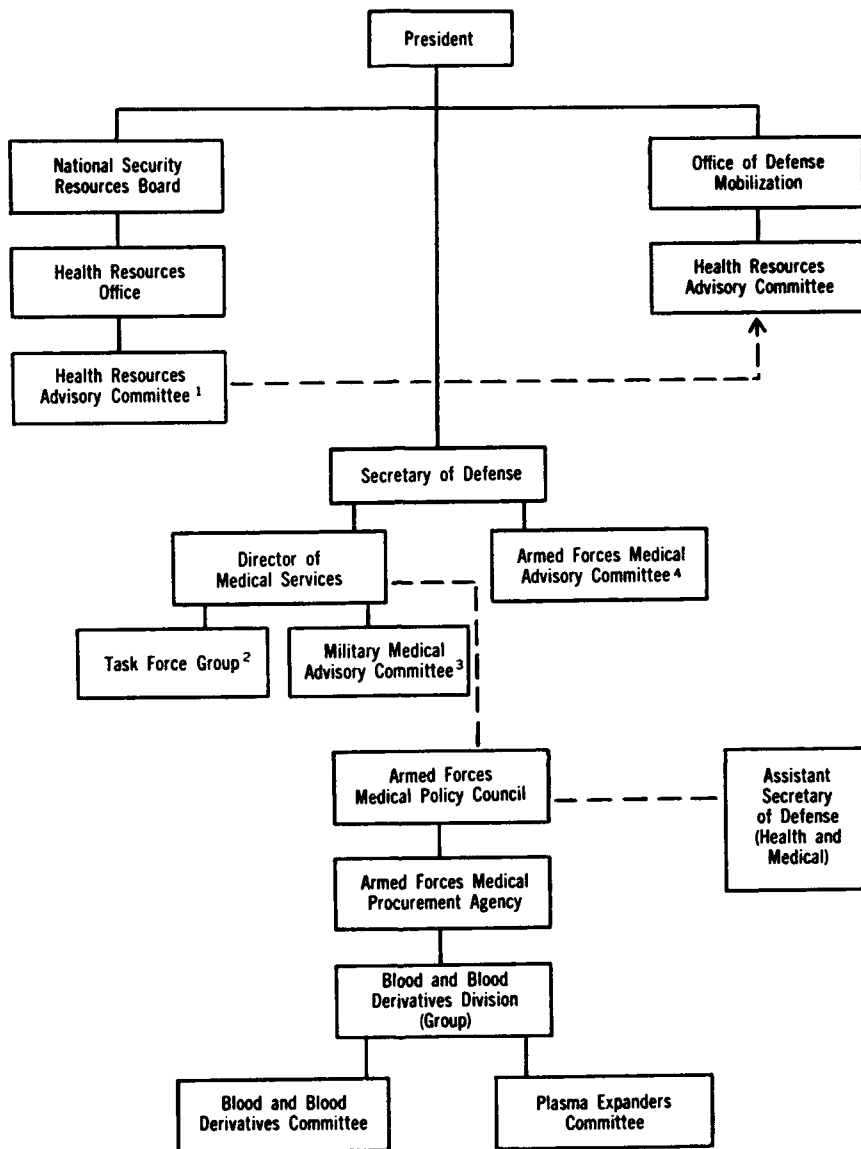 President
National Security
Resources Board
Office of Defense
Mobilization
Health Resources
Office
Health Resources
Advisory Committee
Health Resources
Advisory Committee 1
Secretary of Defense
Director of
Medical Services
Armed Forces Medical
Advisory Committee 4
Task Force Group 2
Military Medical
Advisory Committee 3
Armed Forces
Medical Policy Council
Assistant
Secretary
of Defense
(Health and
Medical)
Armed Forces Medical
Procurement Agency
Blood and Blood
Derivatives Division
(Group)
Blood and Blood
Derivatives Committee
Plasma Expanders
Committee